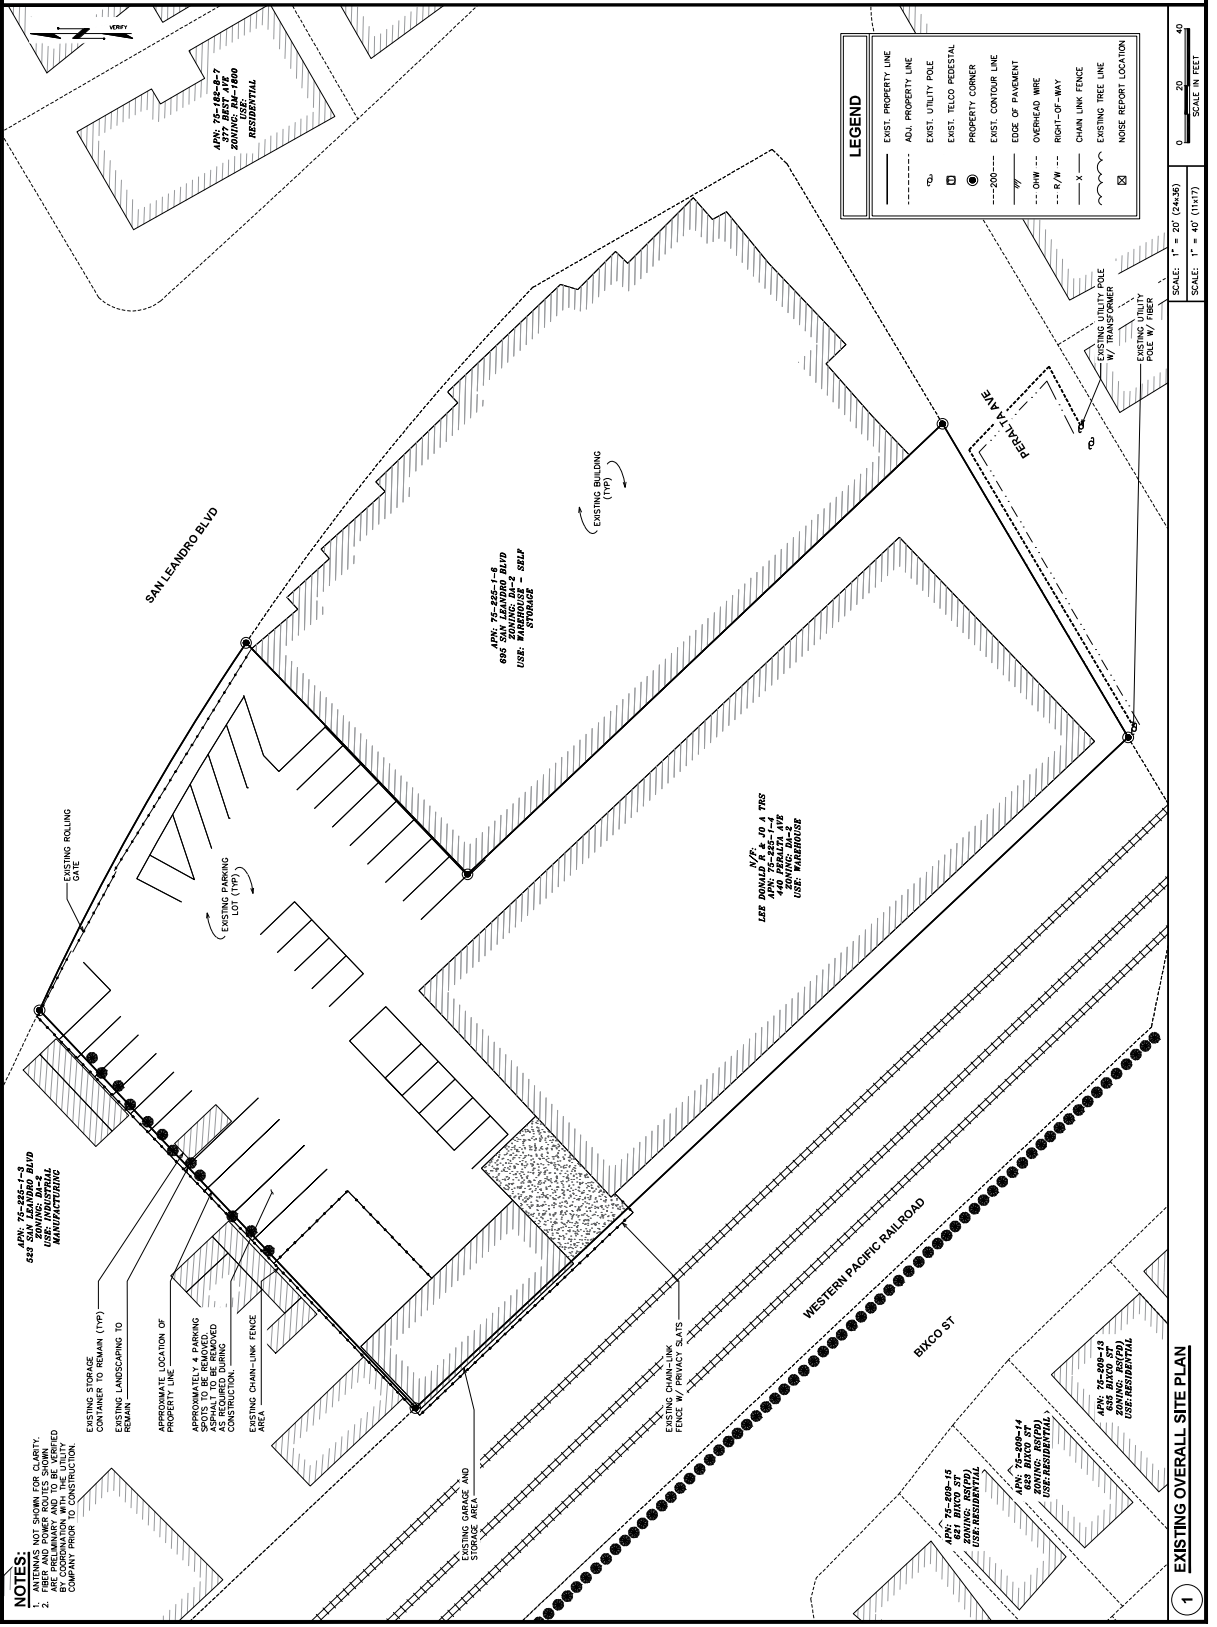 NOTES:
1. ANTENNAS NOT SHOWN FOR CLARITY.
2. FIBER AND POWER ROUTES SHOWN
ARE PRELIMINARY AND TO BE VERIFIED
BY COORDINATION WITH THE UTILITY
COMPANY PRIOR TO CONSTRUCTION.
APN: 75-225-1-3
523 SAN LEANDRO BLVD
ZONING: DA-2
USE: INDUSTRIAL
MANUFACTURING
EXISTING ROLLING
GATE
VERIFY
APN: 75-182-8-7
377 BEST AVE
ZONING: RM-1800
USE:
RESIDENTIAL
SAN LEANDRO BLVD
EXISTING STORAGE
CONTAINER TO REMAIN (TYP)
EXISTING LANDSCAPING TO
REMAIN
APPROXIMATE LOCATION OF
PROPERTY LINE
APPROXIMATELY 4 PARKING
SPOTS TO BE REMOVED.
ASPHALT TO BE REMOVED
AS REQUIRED DURING
CONSTRUCTION.
EXISTING CHAIN-LINK FENCE
AREA
EXISTING PARKING
LOT (TYP)
APN: 75-225-1-6
695 SAN LEANDRO BLVD
ZONING: DA-2
USE: WAREHOUSE - SELF
STORAGE
EXISTING BUILDING
(TYP)
EXISTING GARAGE AND
STORAGE AREA
EXISTING CHAIN-LINK
FENCE W/ PRIVACY SLATS
N/F:
LEE DONALD R & JO A TRS
APN: 75-225-1-4
440 PERALTA AVE
ZONING: DA-2
USE: WAREHOUSE
PERALTA AVE
EXISTING UTILITY POLE
W/ TRANSFORMER
EXISTING UTILITY
POLE W/ FIBER
WESTERN PACIFIC RAILROAD
BIXCO ST
APN: 75-209-15
621 BIXCO ST
ZONING: RS(PD)
USE: RESIDENTIAL
APN: 75-209-14
623 BIXCO ST
ZONING: RS(PD)
USE: RESIDENTIAL
APN: 75-209-13
635 BIXCO ST
ZONING: RS(PD)
USE: RESIDENTIAL
LEGEND
EXIST. PROPERTY LINE
ADJ. PROPERTY LINE
EXIST. UTILITY POLE
T EXIST. TELCO PEDESTAL
PROPERTY CORNER
200 EXIST. CONTOUR LINE
EDGE OF PAVEMENT
OHW OVERHEAD WIRE
R/W RIGHT-OF-WAY
X CHAIN LINK FENCE
EXISTING TREE LINE
NOISE REPORT LOCATION
1 EXISTING OVERALL SITE PLAN
SCALE: 1" = 20' (24x36)
SCALE: 1" = 40' (11x17)
0 20 40
SCALE IN FEET